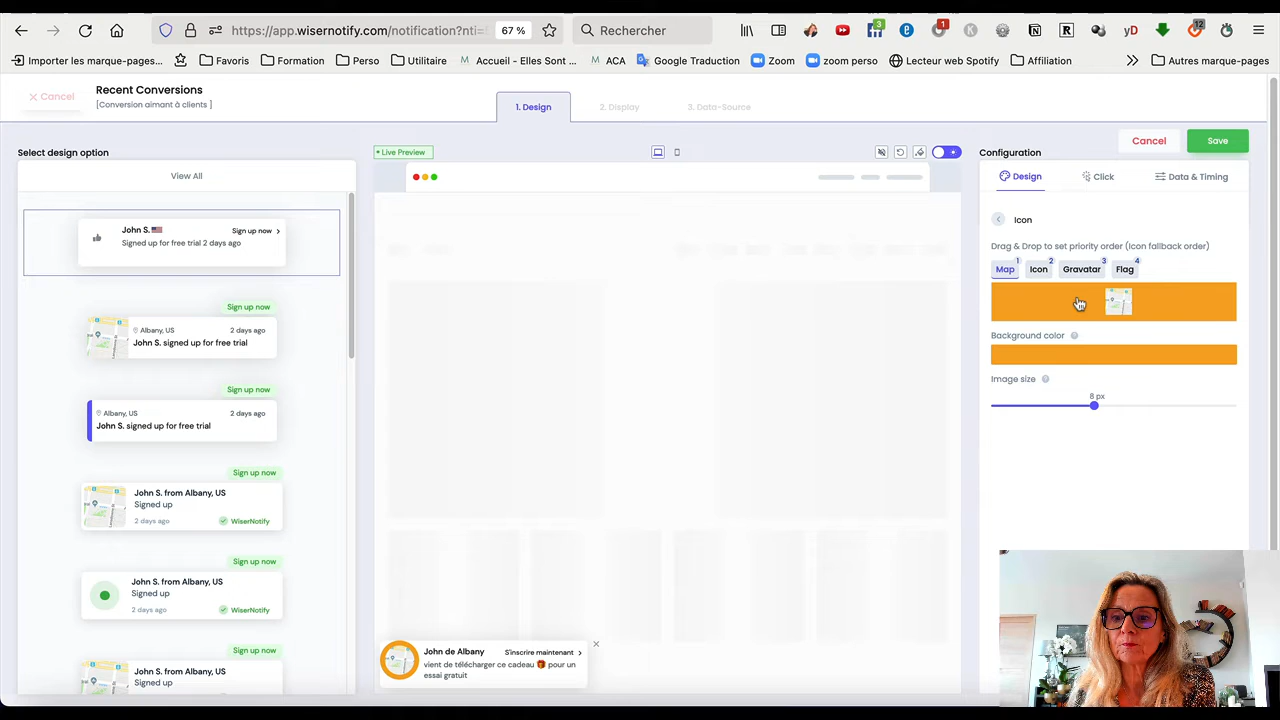 https://app.wisernotify.com/notification?nti=
67 %
Rechercher
3
1
12
Importer les marque-pages...
Favoris
Formation
Perso
Utilitaire
Accueil - Elles Sont ...
ACA
Google Traduction
Zoom
zoom perso
Lecteur web Spotify
Affiliation
Autres marque-pages
Cancel
Recent Conversions
[Conversion aimant à clients ]
1. Design
2. Display
3. Data-Source
Cancel
Save
Select design option
View All
John S.
Sign up now
Signed up for free trial 2 days ago
Sign up now
Albany, US
2 days ago
John S. signed up for free trial
Sign up now
Albany, US
2 days ago
John S. signed up for free trial
Sign up now
John S. from Albany, US
Signed up
2 days ago
WiserNotify
Sign up now
John S. from Albany, US
Signed up
2 days ago
WiserNotify
Sign up now
John S. from Albany, US
Signed up
Live Preview
John de Albany
S'inscrire maintenant
vient de télécharger ce cadeau 🎁 pour un
essai gratuit
Configuration
Design
Click
Data & Timing
Icon
Drag & Drop to set priority order (Icon fallback order)
Map 1
Icon 2
Gravatar 3
Flag 4
Background color
Image size
8 px